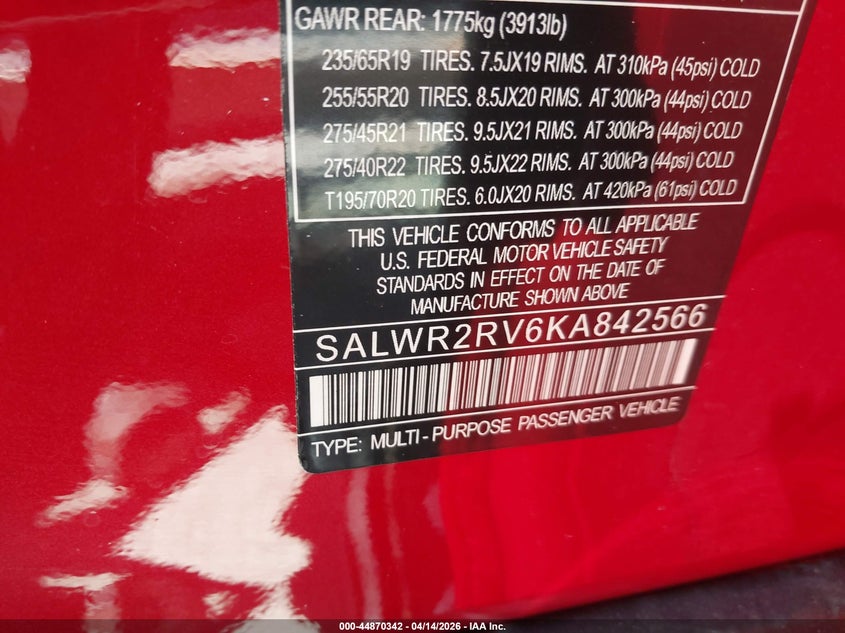 GAWR REAR: 1775kg (3913lb)
235/65R19 TIRES. 7.5JX19 RIMS. AT 310kPa (45psi) COLD
255/55R20 TIRES. 8.5JX20 RIMS. AT 300kPa (44psi) COLD
275/45R21 TIRES. 9.5JX21 RIMS. AT 300kPa (44psi) COLD
275/40R22 TIRES. 9.5JX22 RIMS. AT 300kPa (44psi) COLD
T195/70R20 TIRES. 6.0JX20 RIMS. AT 420kPa (61psi) COLD
THIS VEHICLE CONFORMS TO ALL APPLICABLE
U.S. FEDERAL MOTOR VEHICLE SAFETY
STANDARDS IN EFFECT ON THE DATE OF
MANUFACTURE SHOWN ABOVE
SALWR2RV6KA842566
TYPE: MULTI-PURPOSE PASSENGER VEHICLE
000-44870342 - 04/14/2026 - IAA Inc.